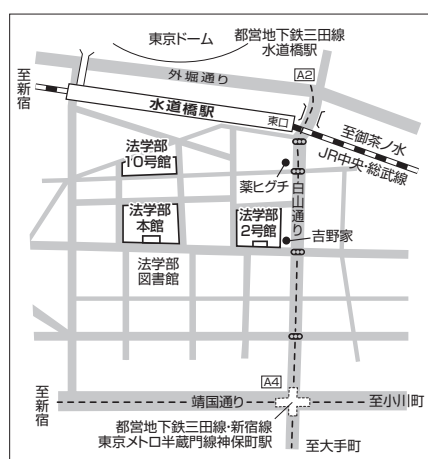 東京ドーム
都営地下鉄三田線
水道橋駅
外堀通り
A2
至新宿
水道橋駅
東口
至御茶ノ水
JR中央・総武線
法学部
10号館
薬ヒグチ
白山通り
法学部
本館
法学部
2号館
吉野家
法学部
図書館
A4
至新宿
靖国通り
至小川町
都営地下鉄三田線・新宿線
東京メトロ半蔵門線神保町駅
至大手町